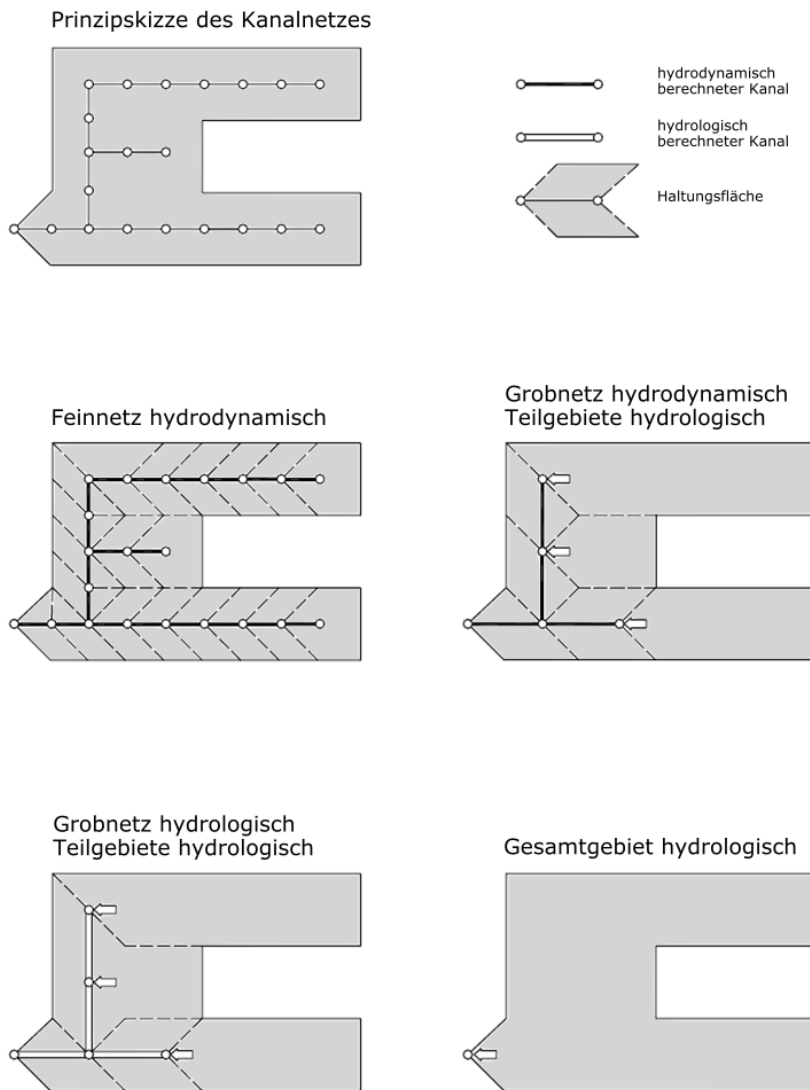 Prinzipskizze des Kanalnetzes
hydrodynamisch
berechneter Kanal
hydrologisch
berechneter Kanal
Haltungsfläche
Feinnetz hydrodynamisch
Grobnetz hydrodynamisch
Teilgebiete hydrologisch
Grobnetz hydrologisch
Teilgebiete hydrologisch
Gesamtgebiet hydrologisch